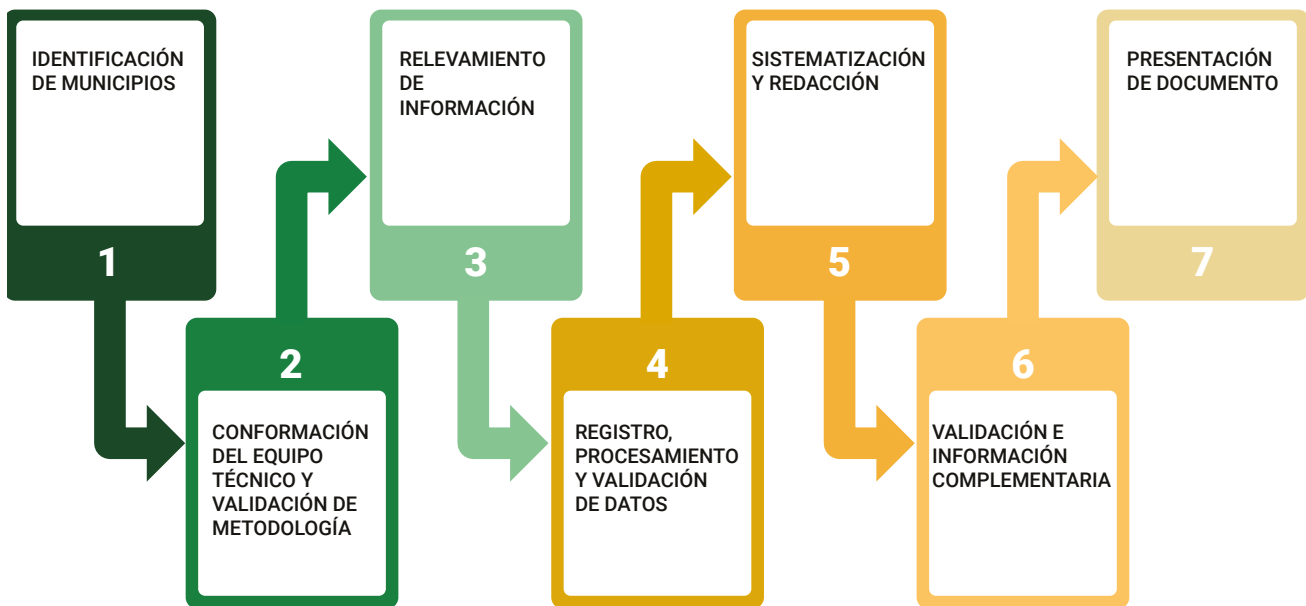 IDENTIFICACIÓN
DE MUNICIPIOS
1
2
CONFORMACIÓN
DEL EQUIPO
TÉCNICO Y
VALIDACIÓN DE
METODOLOGÍA
RELEVAMIENTO
DE
INFORMACIÓN
3
4
REGISTRO,
PROCESAMIENTO
Y VALIDACIÓN
DE DATOS
SISTEMATIZACIÓN
Y REDACCIÓN
5
6
VALIDACIÓN E
INFORMACIÓN
COMPLEMENTARIA
PRESENTACIÓN
DE DOCUMENTO
7